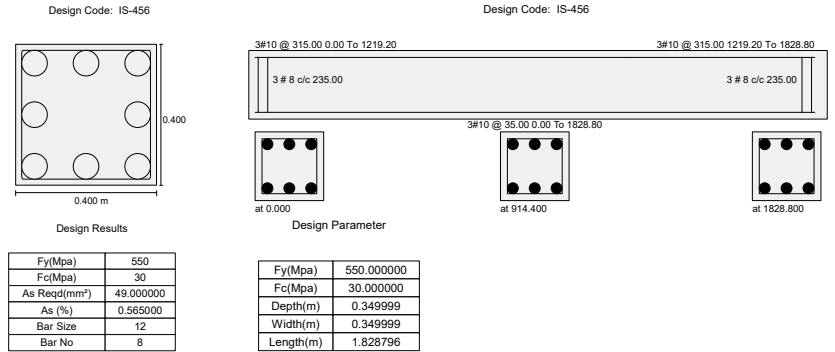 Design Code: IS-456
0.400
0.400 m
Design Results
Fy(Mpa) 550
Fc(Mpa) 30
As Reqd(mm²) 49.000000
As (%) 0.565000
Bar Size 12
Bar No 8
Design Code: IS-456
3#10 @ 315.00 0.00 To 1219.20 3#10 @ 315.00 1219.20 To 1828.80
3 # 8 c/c 235.00 3 # 8 c/c 235.00
3#10 @ 35.00 0.00 To 1828.80
at 0.000 at 914.400 at 1828.800
Design Parameter
Fy(Mpa) 550.000000
Fc(Mpa) 30.000000
Depth(m) 0.349999
Width(m) 0.349999
Length(m) 1.828796